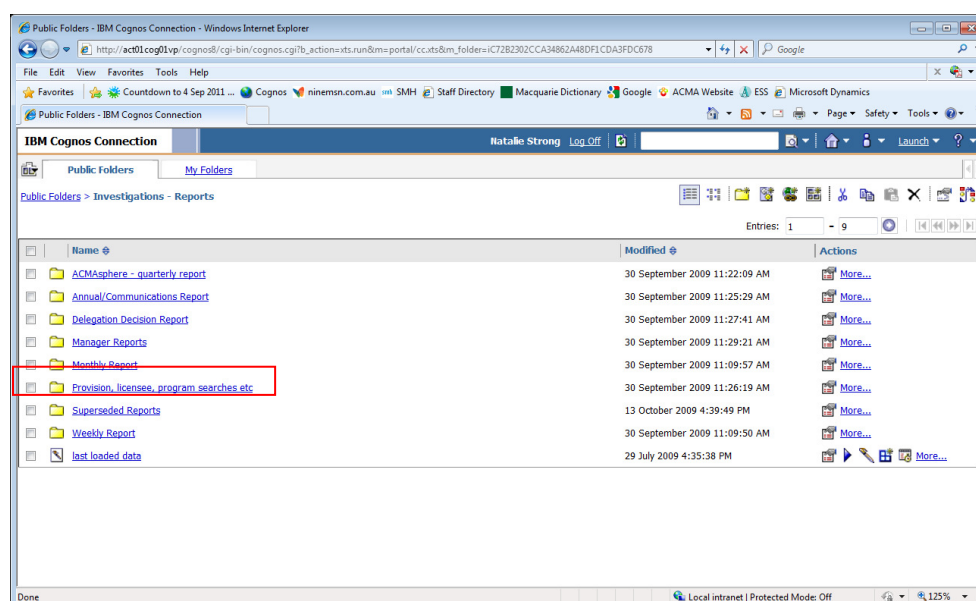 Public Folders - IBM Cognos Connection - Windows Internet Explorer
http://act01cog01vp/cognos8/cgi-bin/cognos.cgi?b_action=xts.run&m=portal/cc.xts&m_folder=iC72B2302CCA34862A48DF1CDA3FDC678 Google
File Edit View Favorites Tools Help
Favorites Countdown to 4 Sep 2011 ... Cognos ninemsn.com.au SMH Staff Directory Macquarie Dictionary Google ACMA Website ESS Microsoft Dynamics
Public Folders - IBM Cognos Connection Page Safety Tools
IBM Cognos Connection Natalie Strong Log Off Launch ?
Public Folders My Folders
Public Folders > Investigations - Reports
Entries: 1 - 9
Name Modified Actions
ACMAsphere - quarterly report 30 September 2009 11:22:09 AM More...
Annual/Communications Report 30 September 2009 11:25:29 AM More...
Delegation Decision Report 30 September 2009 11:27:41 AM More...
Manager Reports 30 September 2009 11:29:21 AM More...
Monthly Report 30 September 2009 11:09:57 AM More...
Provision, licensee, program searches etc 30 September 2009 11:26:19 AM More...
Superseded Reports 13 October 2009 4:39:49 PM More...
Weekly Report 30 September 2009 11:09:50 AM More...
last loaded data 29 July 2009 4:35:38 PM More...
Done Local intranet | Protected Mode: Off 125%